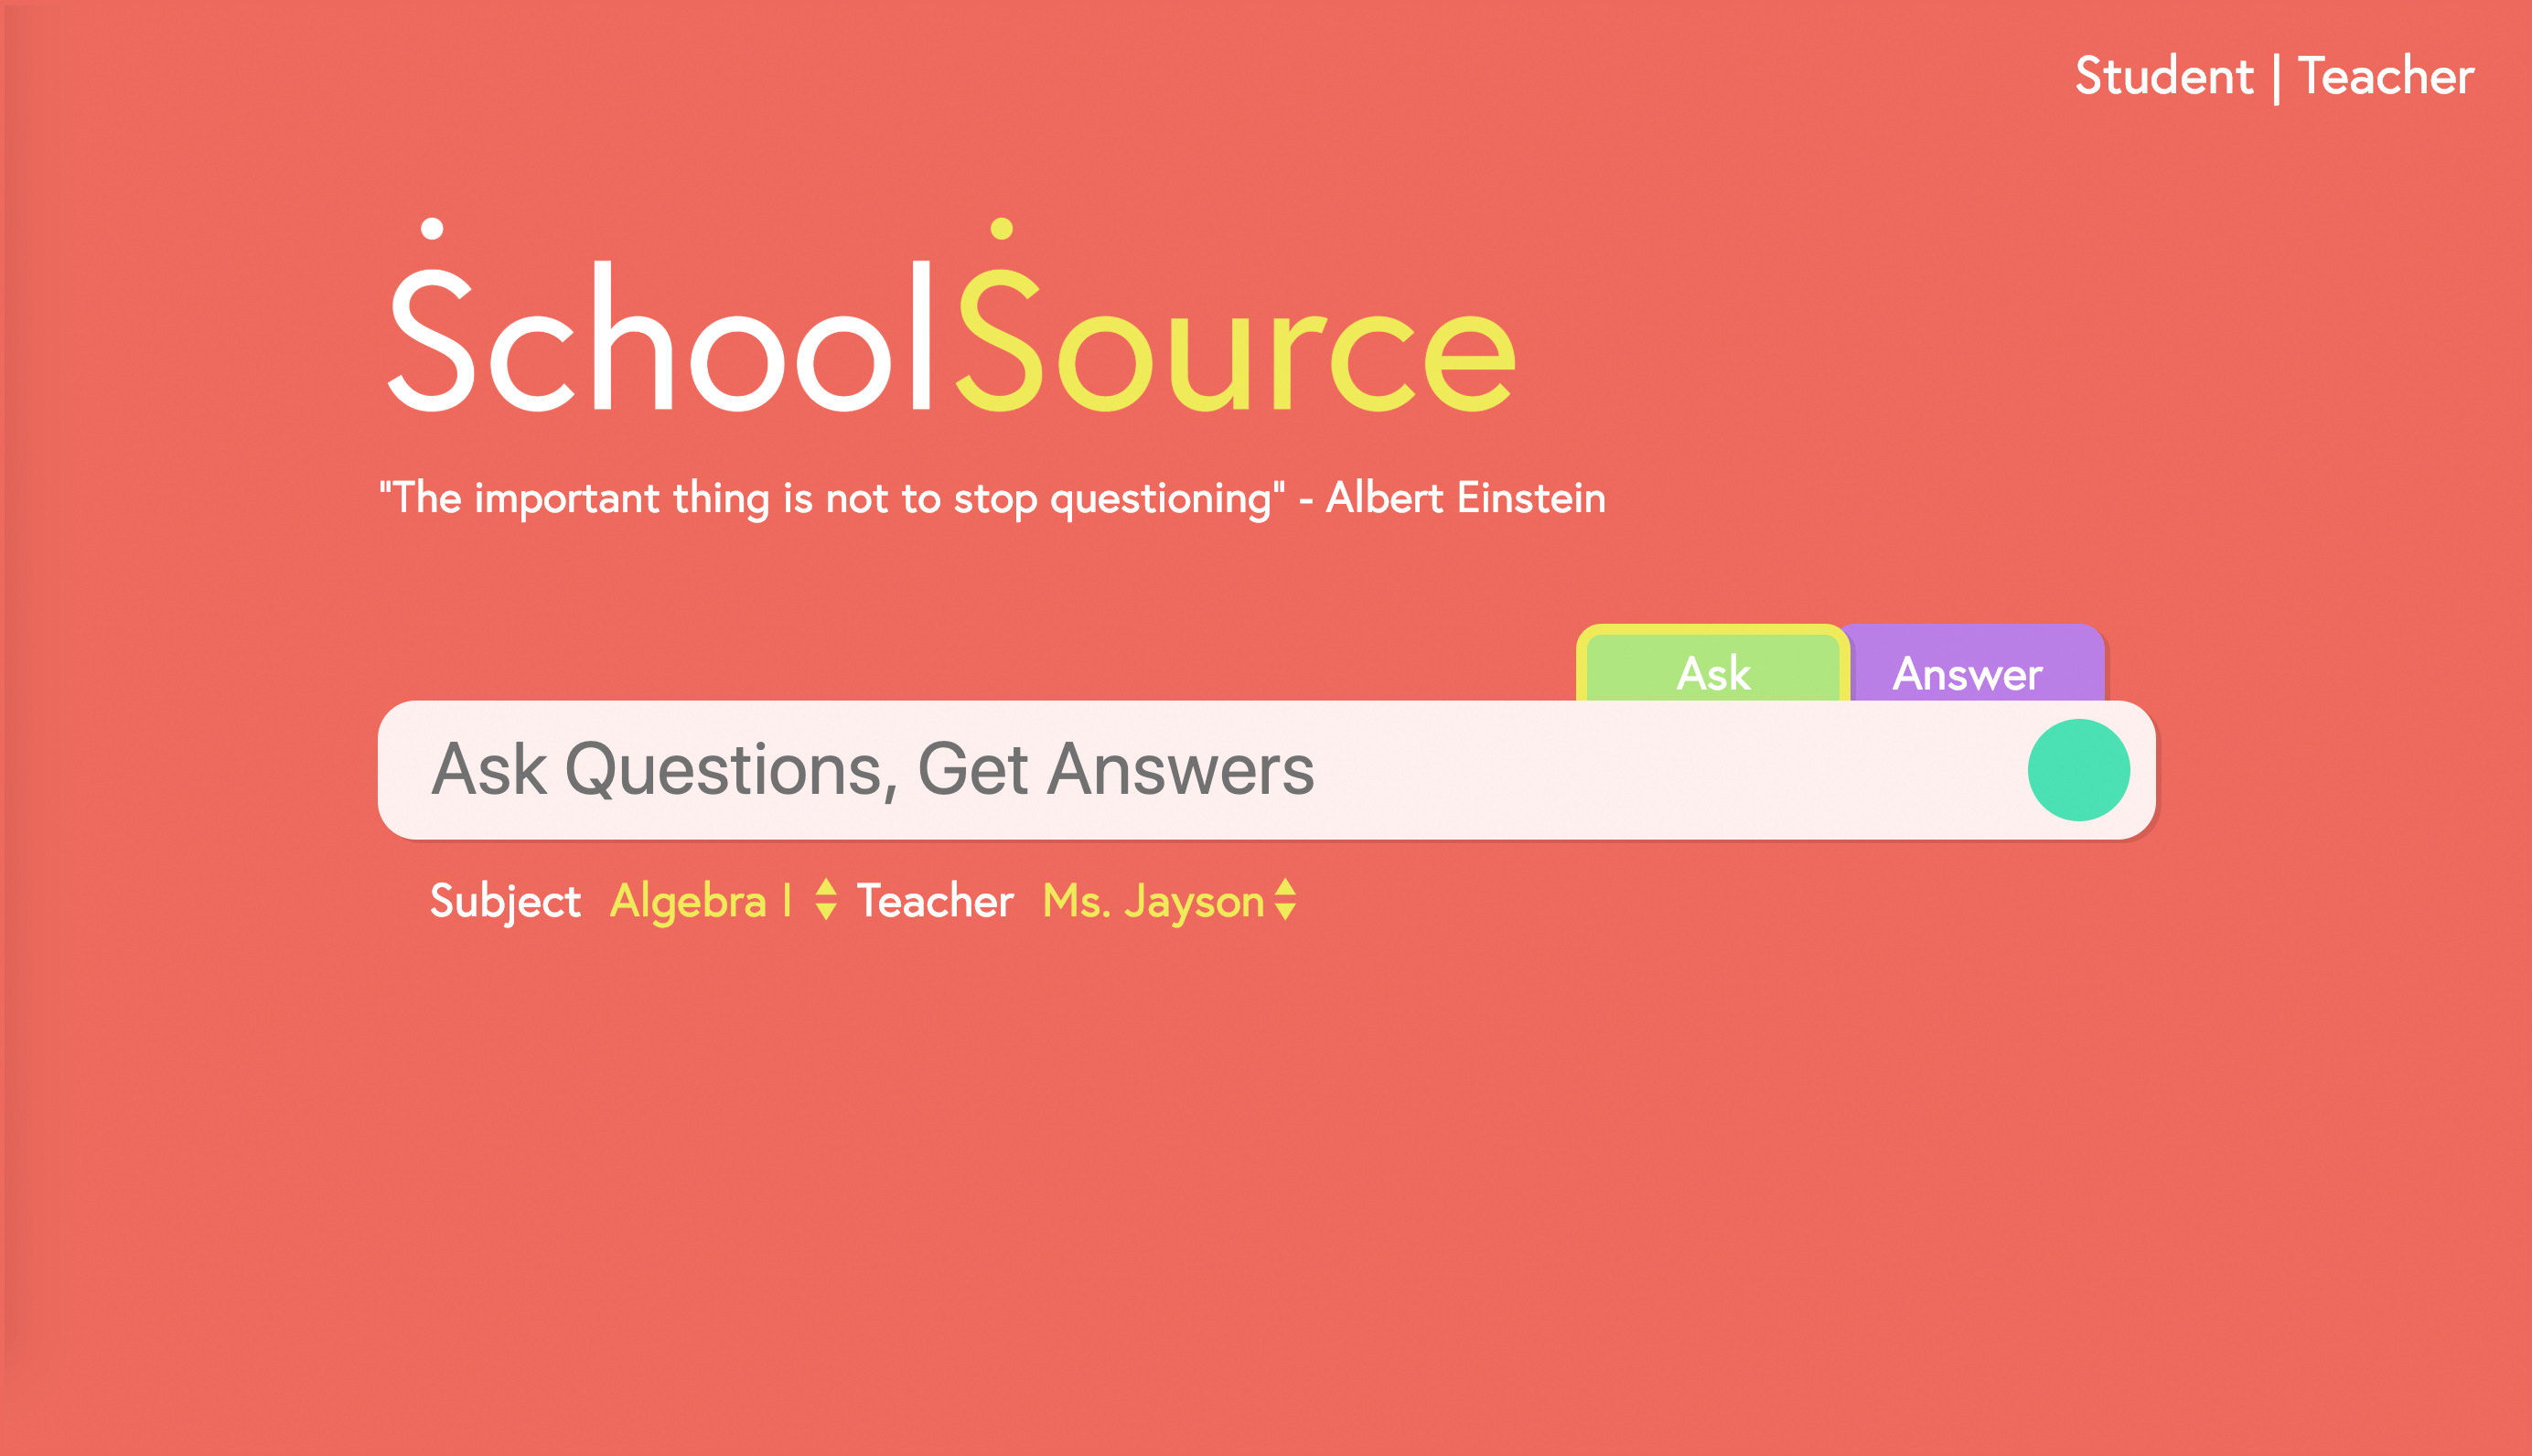 Student | Teacher
SchoolSource
"The important thing is not to stop questioning" - Albert Einstein
Ask Answer
Ask Questions, Get Answers
Subject Algebra I Teacher Ms. Jayson